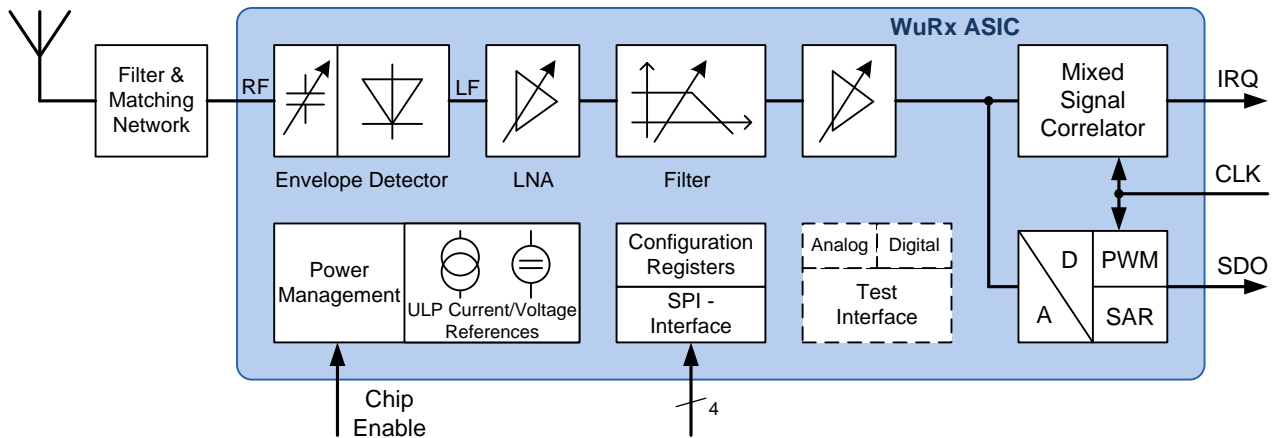 WuRx ASIC
Filter &
Matching
Network
RF
LF
Mixed
Signal
Correlator
IRQ
Envelope Detector
LNA
Filter
CLK
Power
Management
ULP Current/Voltage
References
Configuration
Registers
SPI -
Interface
Analog
Digital
Test
Interface
D
A
PWM
SAR
SDO
Chip
Enable
4